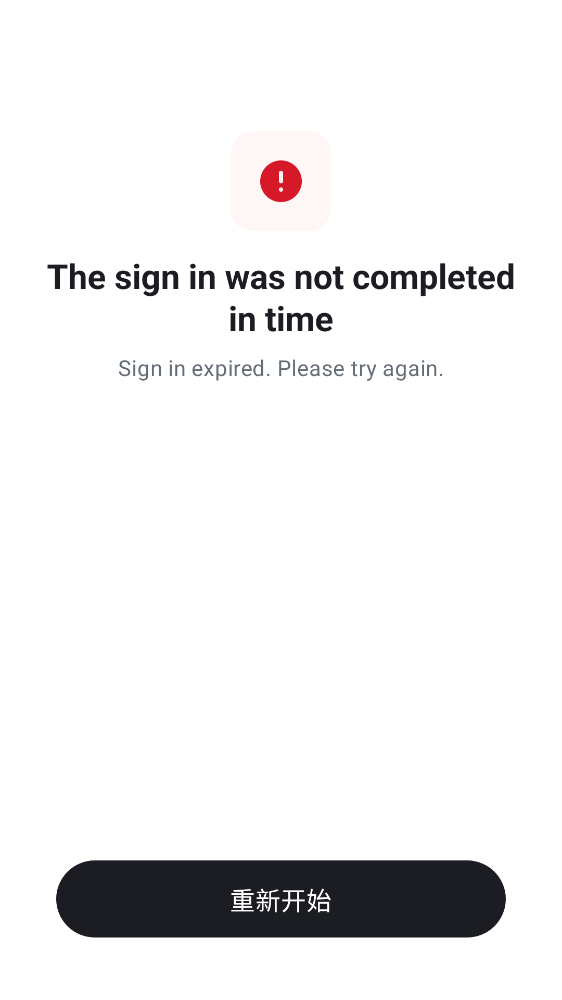 The sign in was not completed
in time
Sign in expired. Please try again.
重新开始